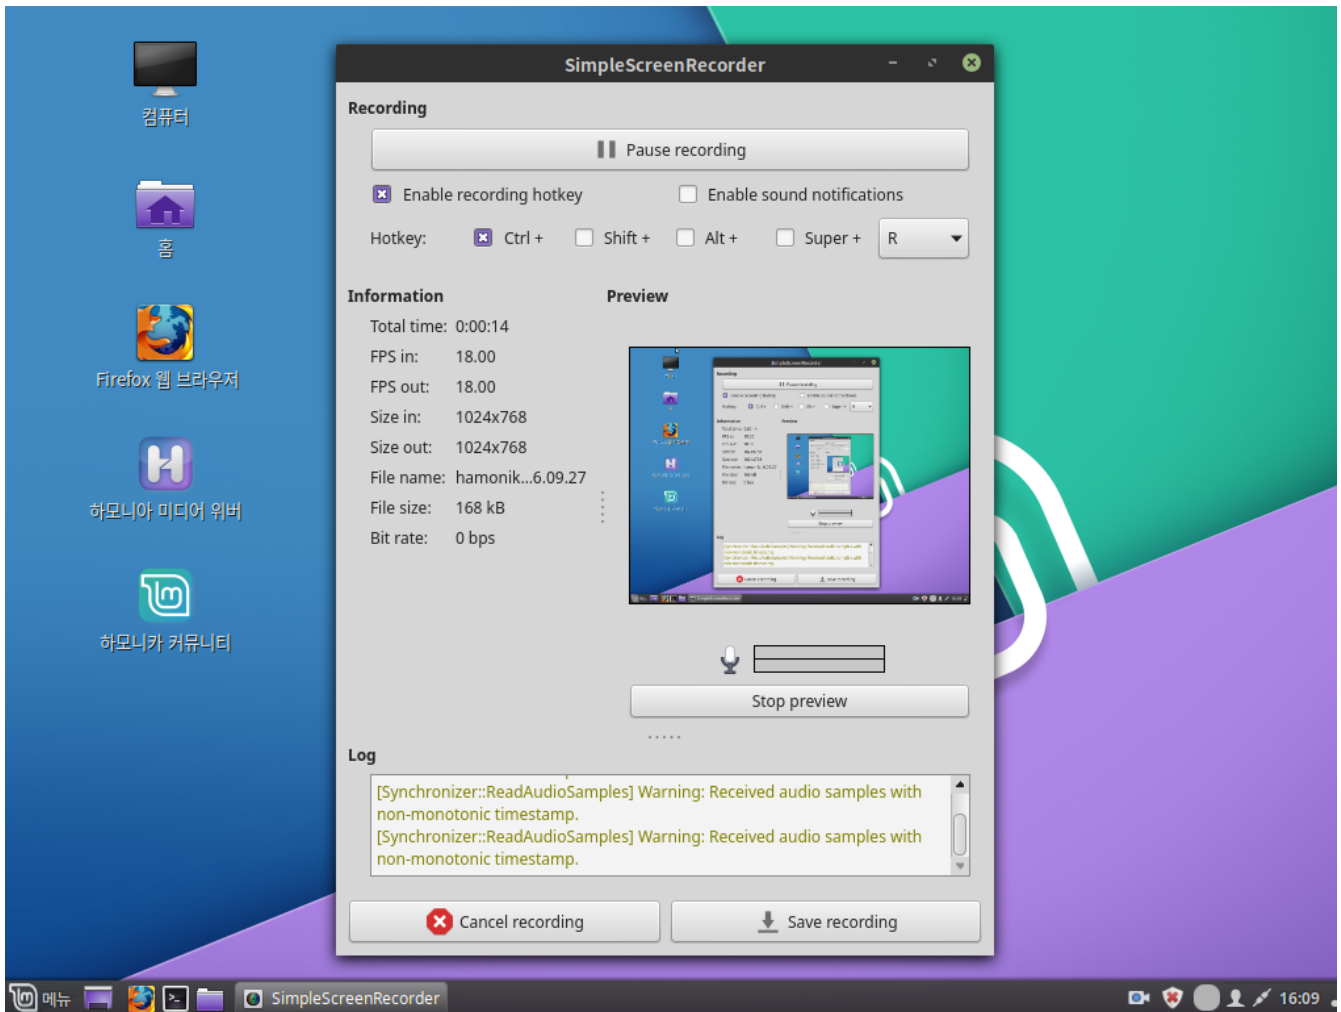 컴퓨터
홈
Firefox 웹 브라우저
하모니아 미디어 위버
하모니카 커뮤니티
SimpleScreenRecorder
Recording
Pause recording
Enable recording hotkey
Enable sound notifications
Hotkey: Ctrl + Shift + Alt + Super + R
Information
Total time: 0:00:14
FPS in: 18.00
FPS out: 18.00
Size in: 1024x768
Size out: 1024x768
File name: hamonik...6.09.27
File size: 168 kB
Bit rate: 0 bps
Preview
Stop preview
Log
[Synchronizer::ReadAudioSamples] Warning: Received audio samples with
non-monotonic timestamp.
[Synchronizer::ReadAudioSamples] Warning: Received audio samples with
non-monotonic timestamp.
Cancel recording
Save recording
메뉴
SimpleScreenRecorder
16:09